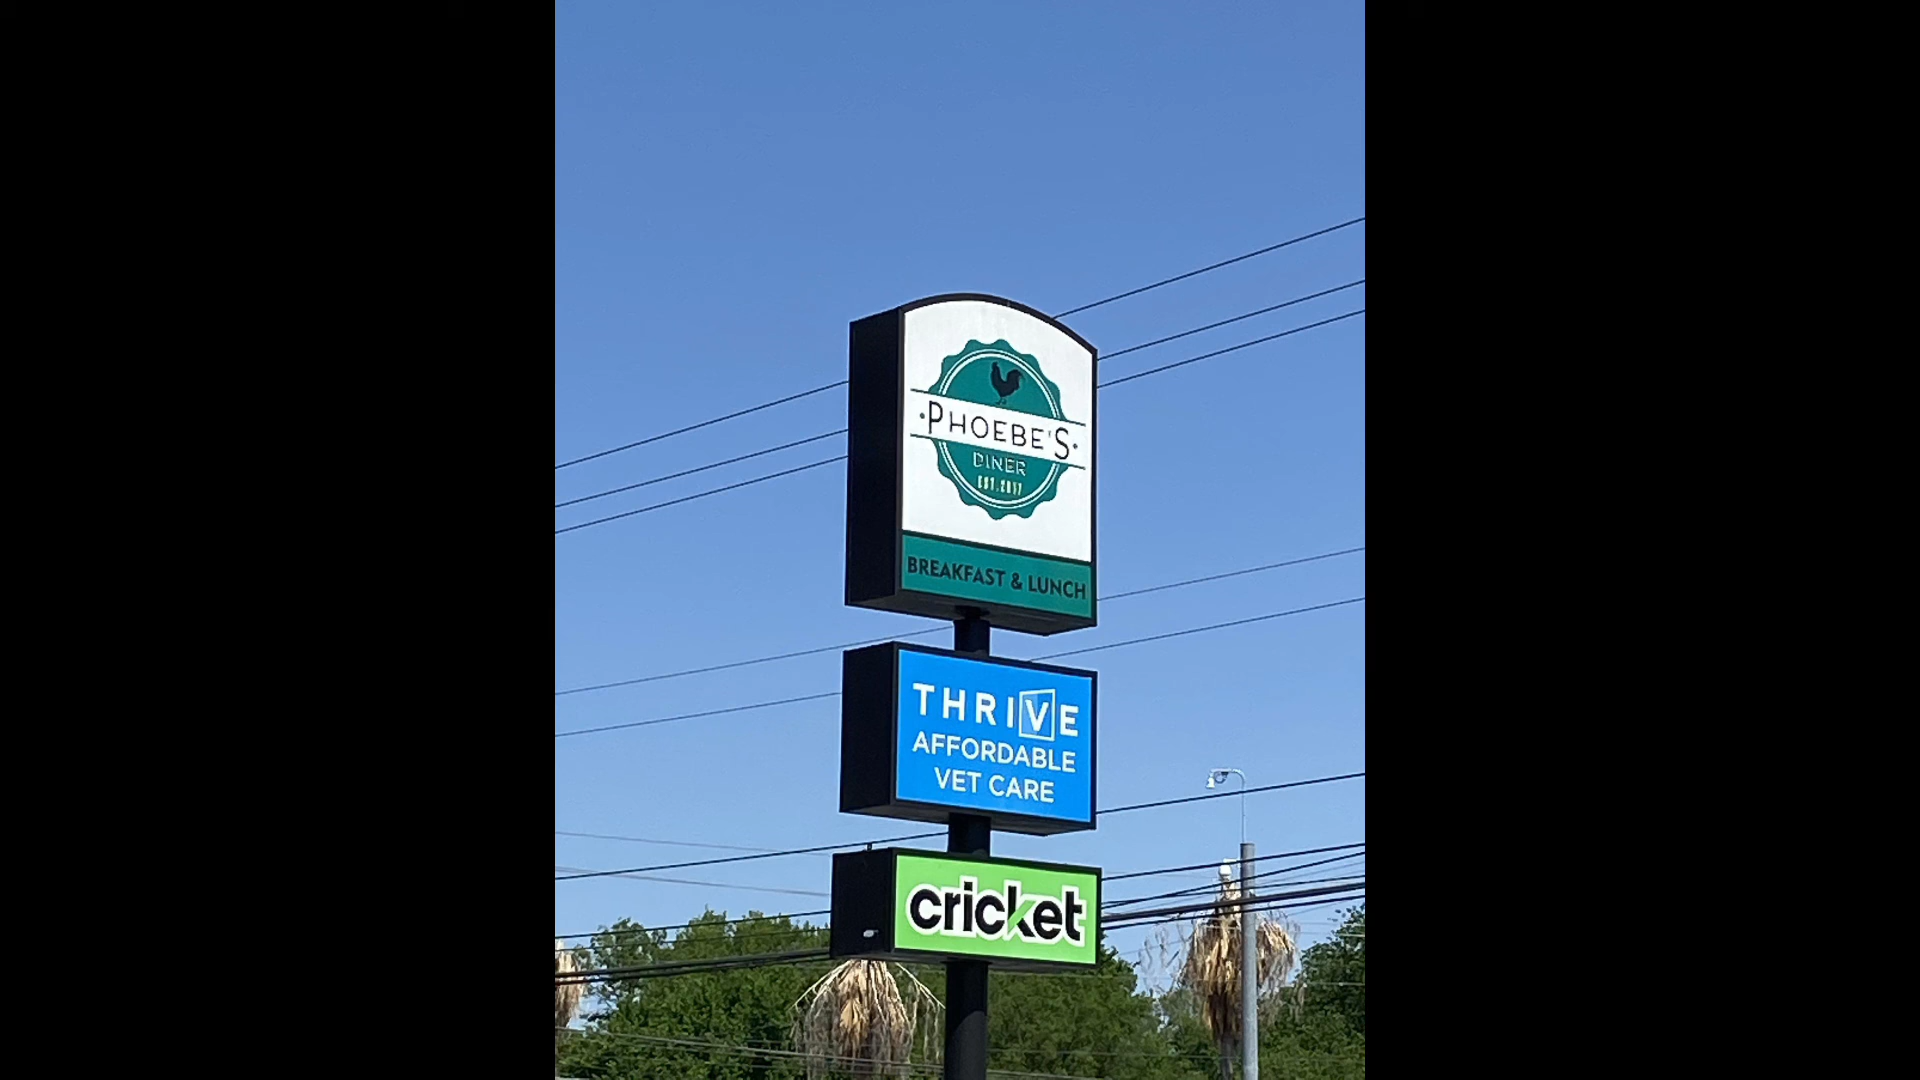 PHOEBE'S
DINER
EST.2017
BREAKFAST & LUNCH
THRIVE
AFFORDABLE
VET CARE
cricket